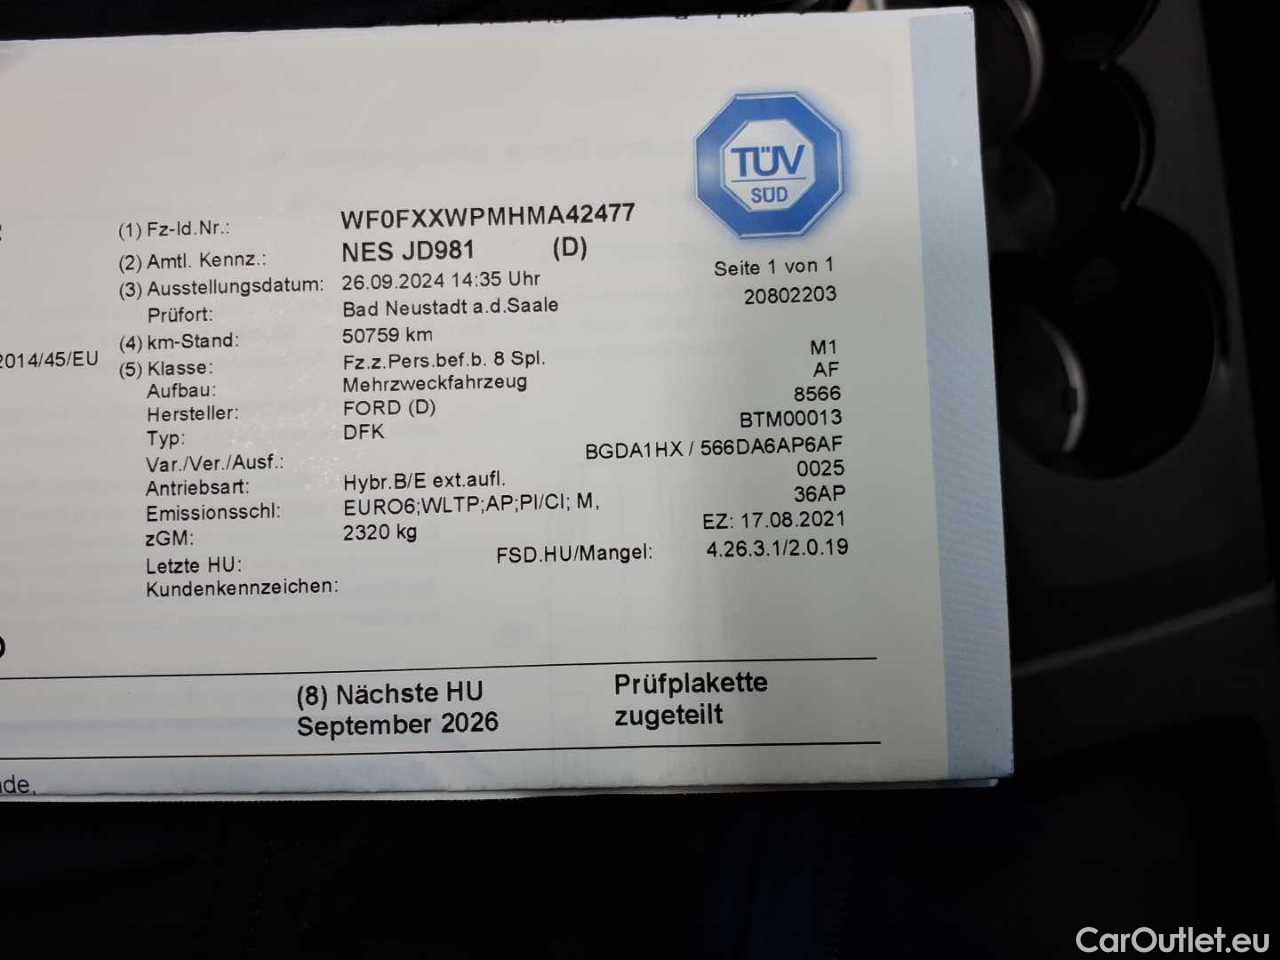 TÜV
SÜD
(1) Fz-Id.Nr.: WF0FXXWPMHMA42477
(2) Amtl. Kennz.: NES JD981 (D)
(3) Ausstellungsdatum: 26.09.2024 14:35 Uhr Seite 1 von 1
Prüfort: Bad Neustadt a.d.Saale 20802203
(4) km-Stand: 50759 km
2014/45/EU
(5) Klasse: Fz.z.Pers.bef.b. 8 Spl. M1
Aufbau: Mehrzweckfahrzeug AF
Hersteller: FORD (D) 8566
Typ: DFK BTM00013
Var./Ver./Ausf.: BGDA1HX / 566DA6AP6AF
Antriebsart: Hybr.B/E ext.aufl. 0025
Emissionsschl: EURO6;WLTP;AP;PI/CI; M, 36AP
zGM: 2320 kg EZ: 17.08.2021
Letzte HU: FSD.HU/Mangel: 4.26.3.1/2.0.19
Kundenkennzeichen:
(8) Nächste HU Prüfplakette
September 2026 zugeteilt
CarOutlet.eu